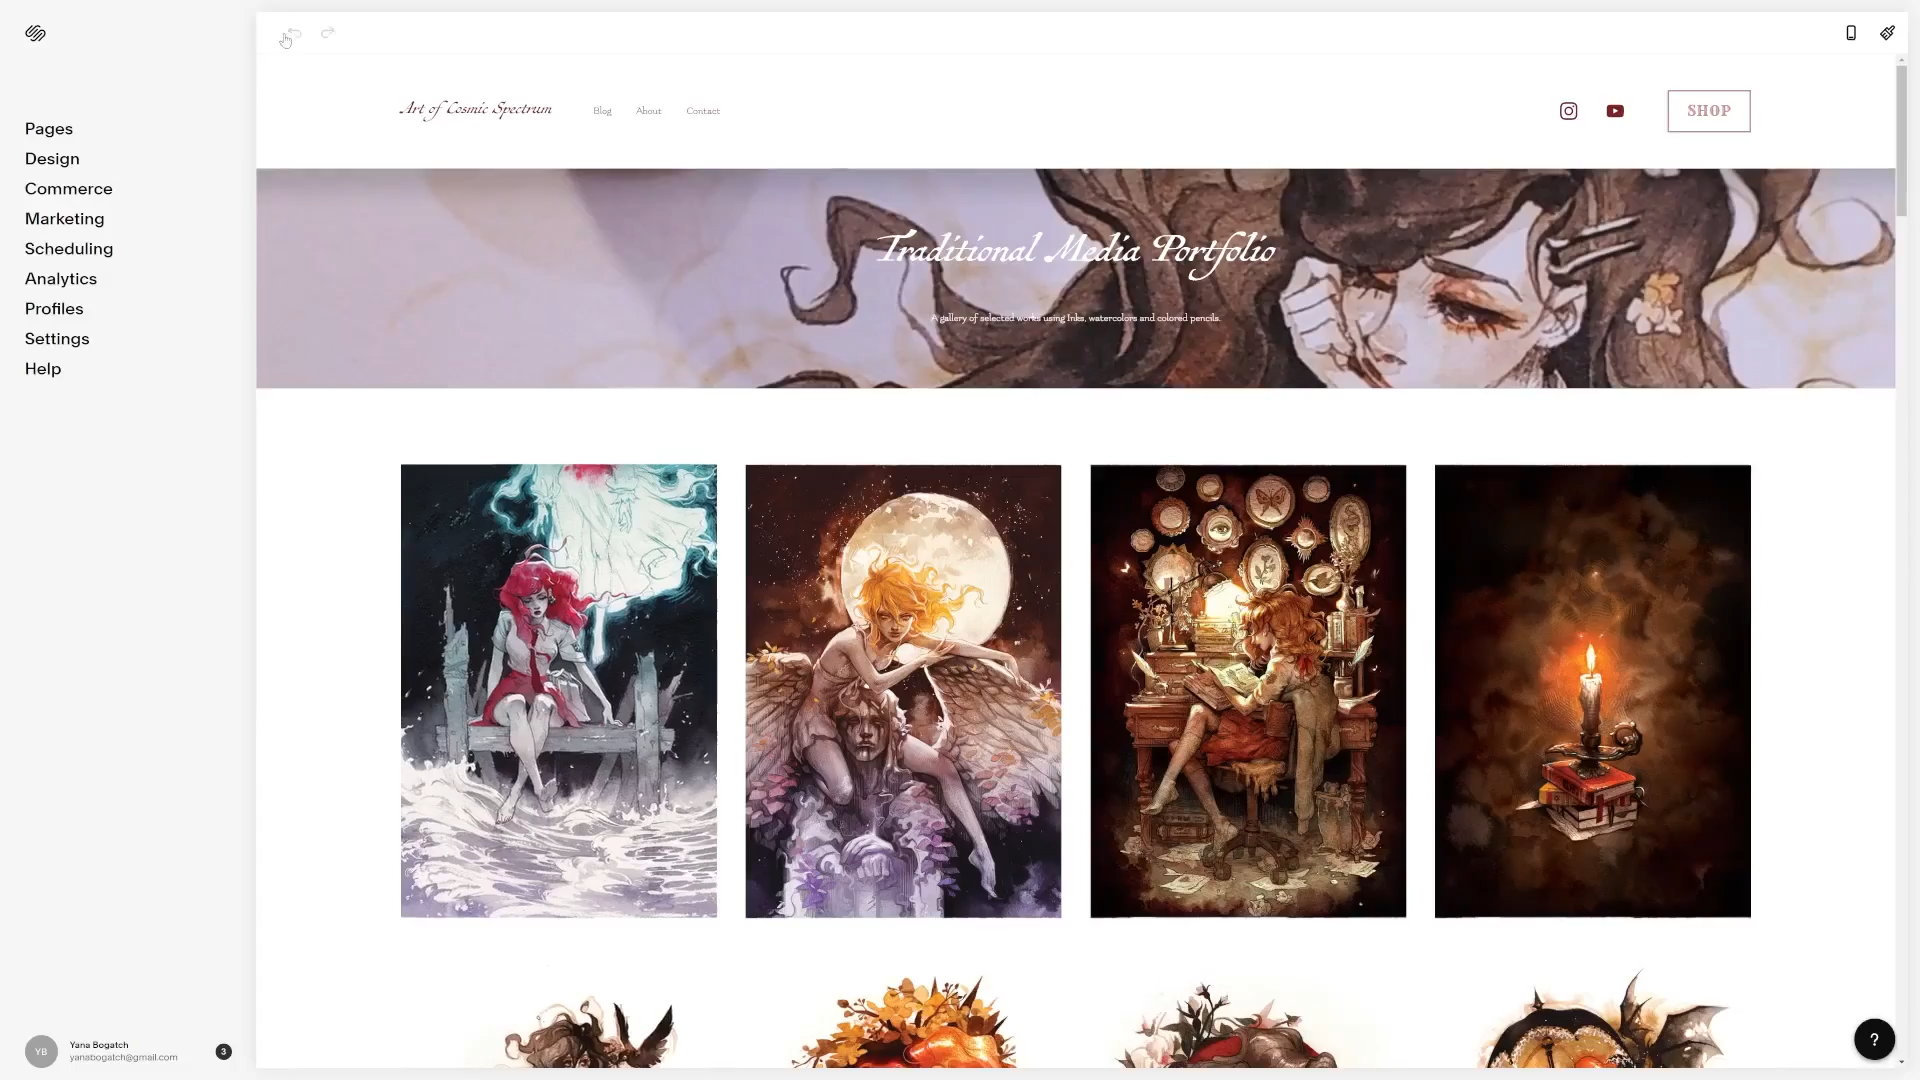 Pages
Design
Commerce
Marketing
Scheduling
Analytics
Profiles
Settings
Help
YB
Yana Bogatch
yanabogatch@gmail.com
3
Art of Cosmic Spectrum
Blog
About
Contact
SHOP
Traditional Media Portfolio
A gallery of selected works using Inks, watercolors and colored pencils.
?